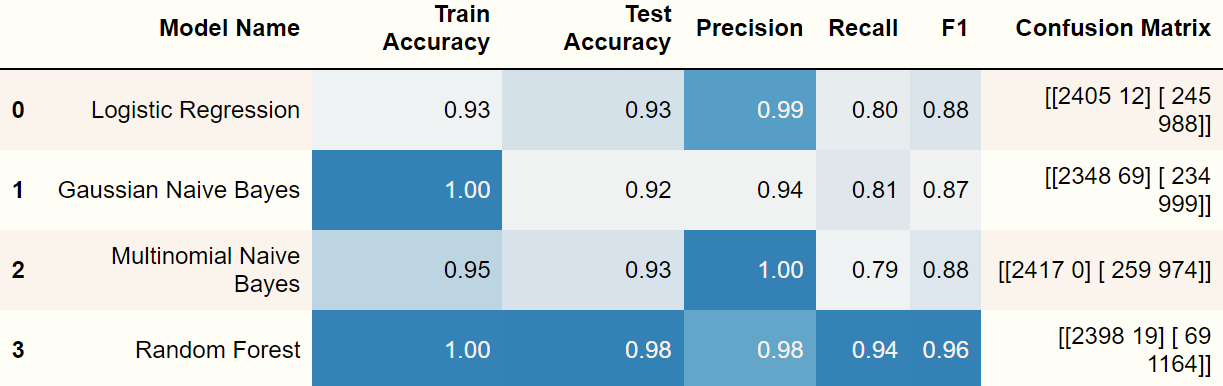 Model Name Train Accuracy Test Accuracy Precision Recall F1 Confusion Matrix
0 Logistic Regression 0.93 0.93 0.99 0.80 0.88 [[2405 12] [ 245 988]]
1 Gaussian Naive Bayes 1.00 0.92 0.94 0.81 0.87 [[2348 69] [ 234 999]]
2 Multinomial Naive Bayes 0.95 0.93 1.00 0.79 0.88 [[2417 0] [ 259 974]]
3 Random Forest 1.00 0.98 0.98 0.94 0.96 [[2398 19] [ 69 1164]]